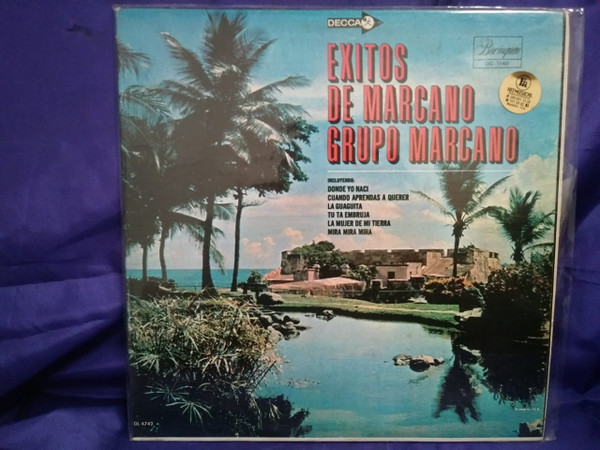 DECCA
EXITOS
DE MARCANO
GRUPO MARCANO
Borinquen
INCLUYENDO:
DONDE YO NACI
CUANDO APRENDAS A QUERER
LA GUAGUITA
TU TA EMBRUJA
LA MUJER DE MI TIERRA
MIRA MIRA MIRA
DL 4742